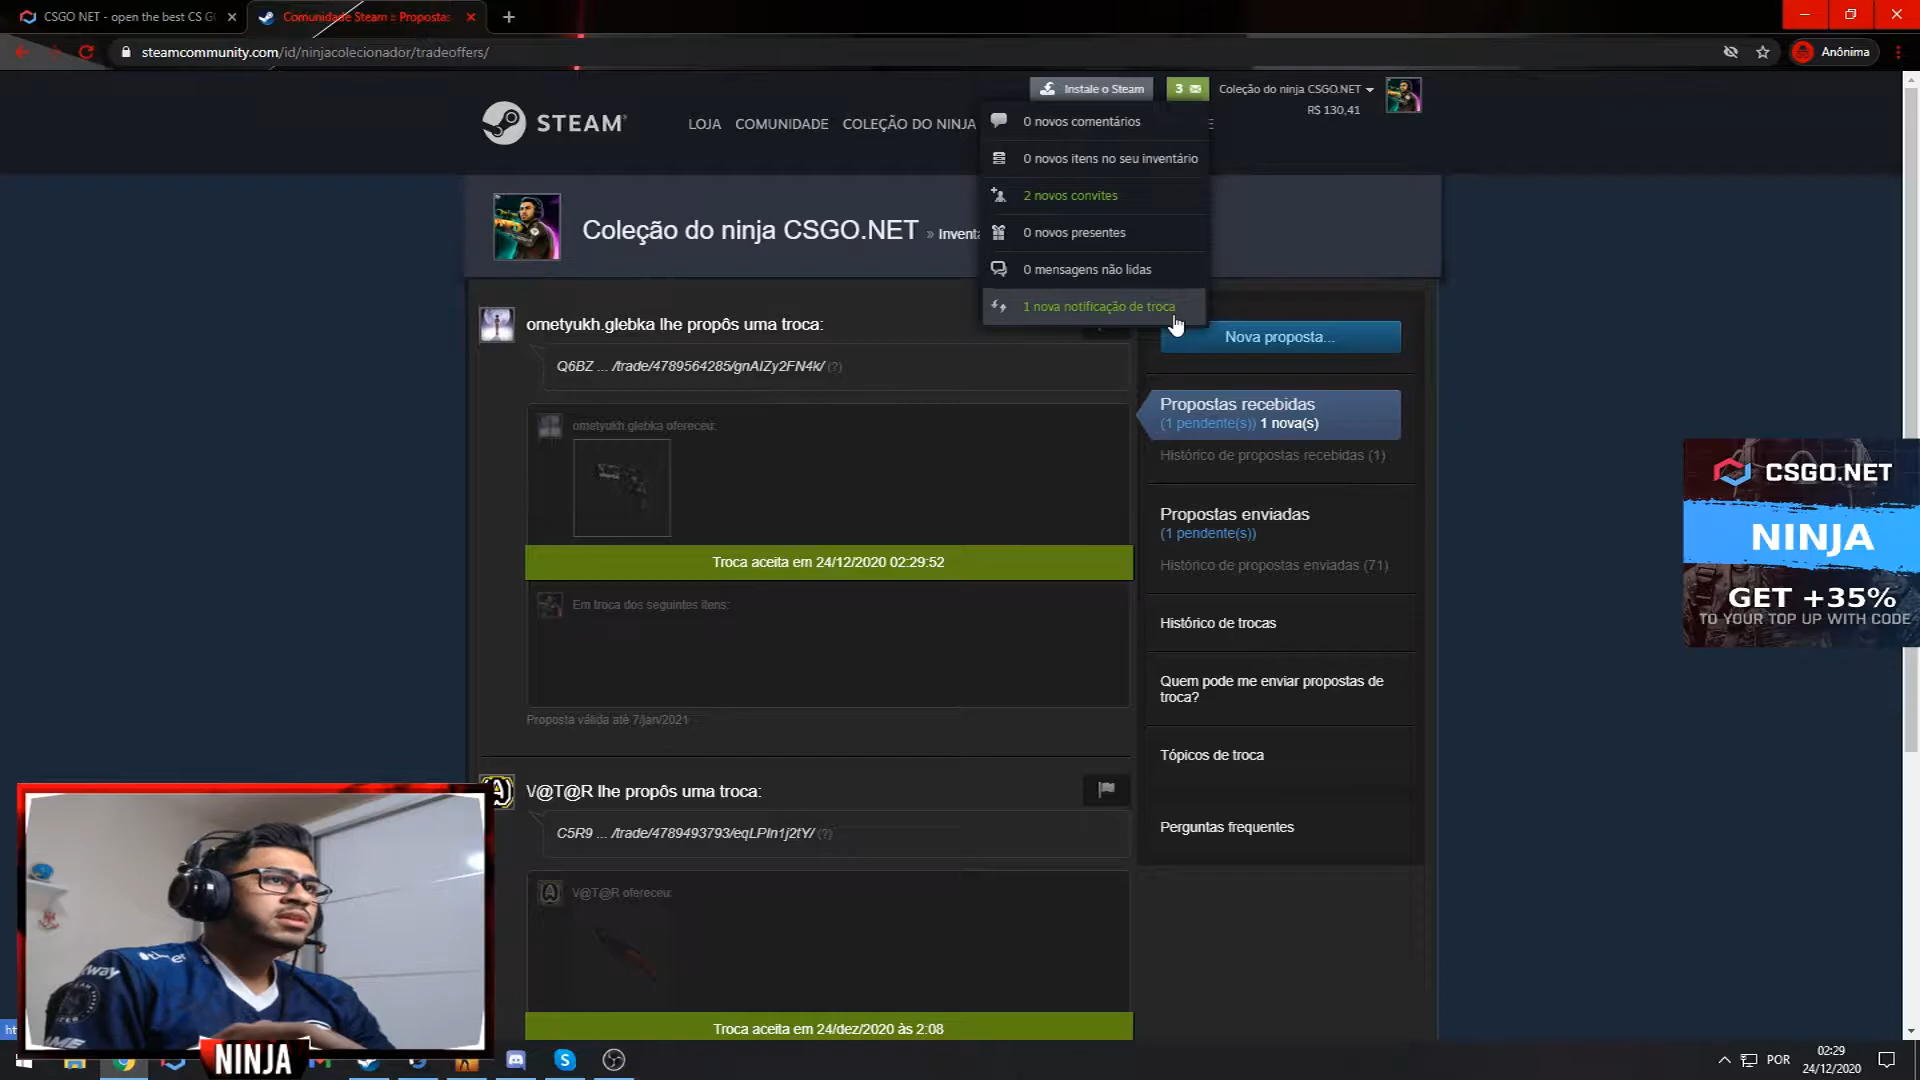 CSGO NET - open the best CS G
Comunidade Steam :: Propostas
steamcommunity.com/id/ninjacolecionador/tradeoffers/
Anônima
Instale o Steam
3
Coleção do ninja CSGO.NET
R$ 130,41
STEAM
LOJA COMUNIDADE COLEÇÃO DO NINJA
0 novos comentários
0 novos itens no seu inventário
2 novos convites
0 novos presentes
0 mensagens não lidas
1 nova notificação de troca
Coleção do ninja CSGO.NET » Inventa
ometyukh.glebka lhe propôs uma troca:
Q6BZ ... /trade/4789564285/gnAIZy2FN4k/ (?)
ometyukh.glebka ofereceu:
Troca aceita em 24/12/2020 02:29:52
Em troca dos seguintes itens:
Proposta válida até 7/jan/2021
V@T@R lhe propôs uma troca:
C5R9 ... /trade/4789493793/eqLPIn1j2tY/ (?)
V@T@R ofereceu:
Troca aceita em 24/dez/2020 às 2:08
Nova proposta...
Propostas recebidas
(1 pendente(s)) 1 nova(s)
Histórico de propostas recebidas (1)
Propostas enviadas
(1 pendente(s))
Histórico de propostas enviadas (71)
Histórico de trocas
Quem pode me enviar propostas de
troca?
Tópicos de troca
Perguntas frequentes
CSGO.NET
NINJA
GET +35%
TO YOUR TOP UP WITH CODE
NINJA
POR
02:29
24/12/2020